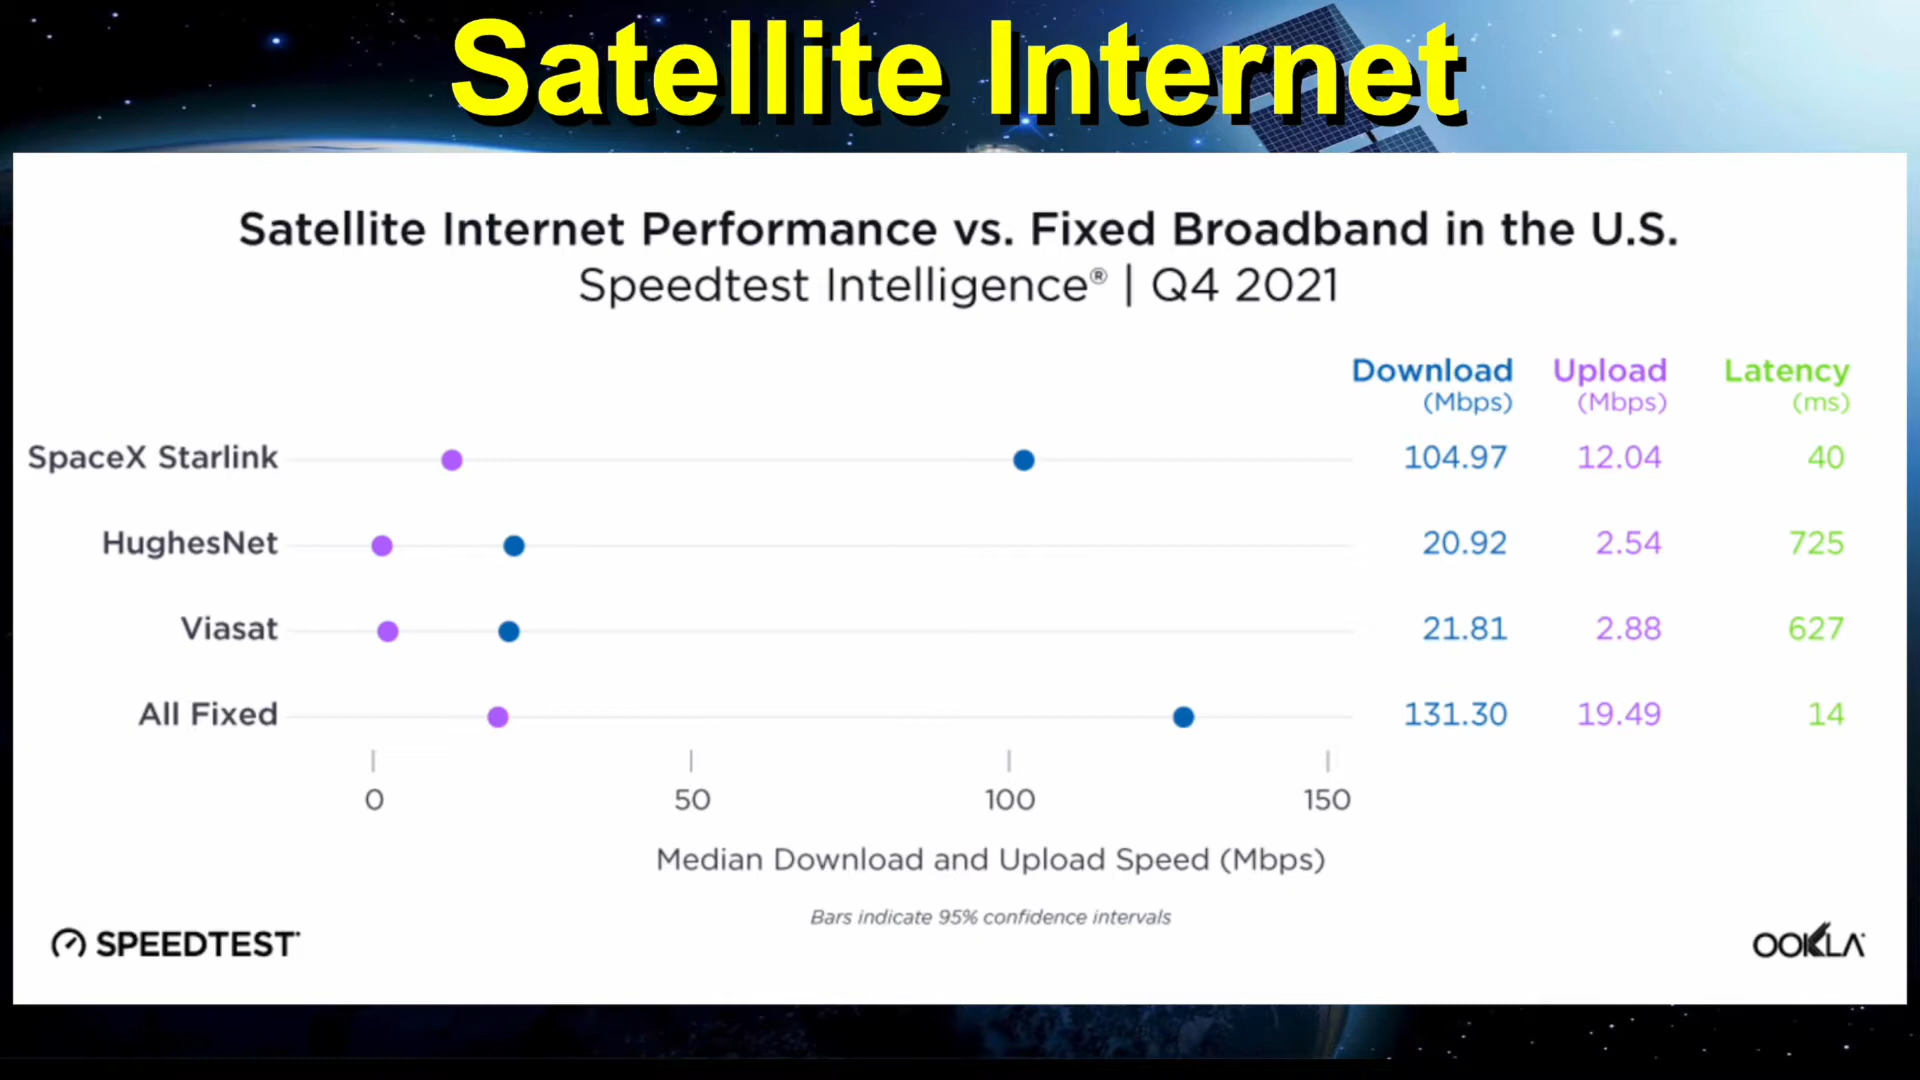 Satellite Internet
Satellite Internet Performance vs. Fixed Broadband in the U.S.
Speedtest Intelligence® | Q4 2021
Download Upload Latency
(Mbps) (Mbps) (ms)
SpaceX Starlink 104.97 12.04 40
HughesNet 20.92 2.54 725
Viasat 21.81 2.88 627
All Fixed 131.30 19.49 14
0 50 100 150
Median Download and Upload Speed (Mbps)
Bars indicate 95% confidence intervals
SPEEDTEST
OOKLA